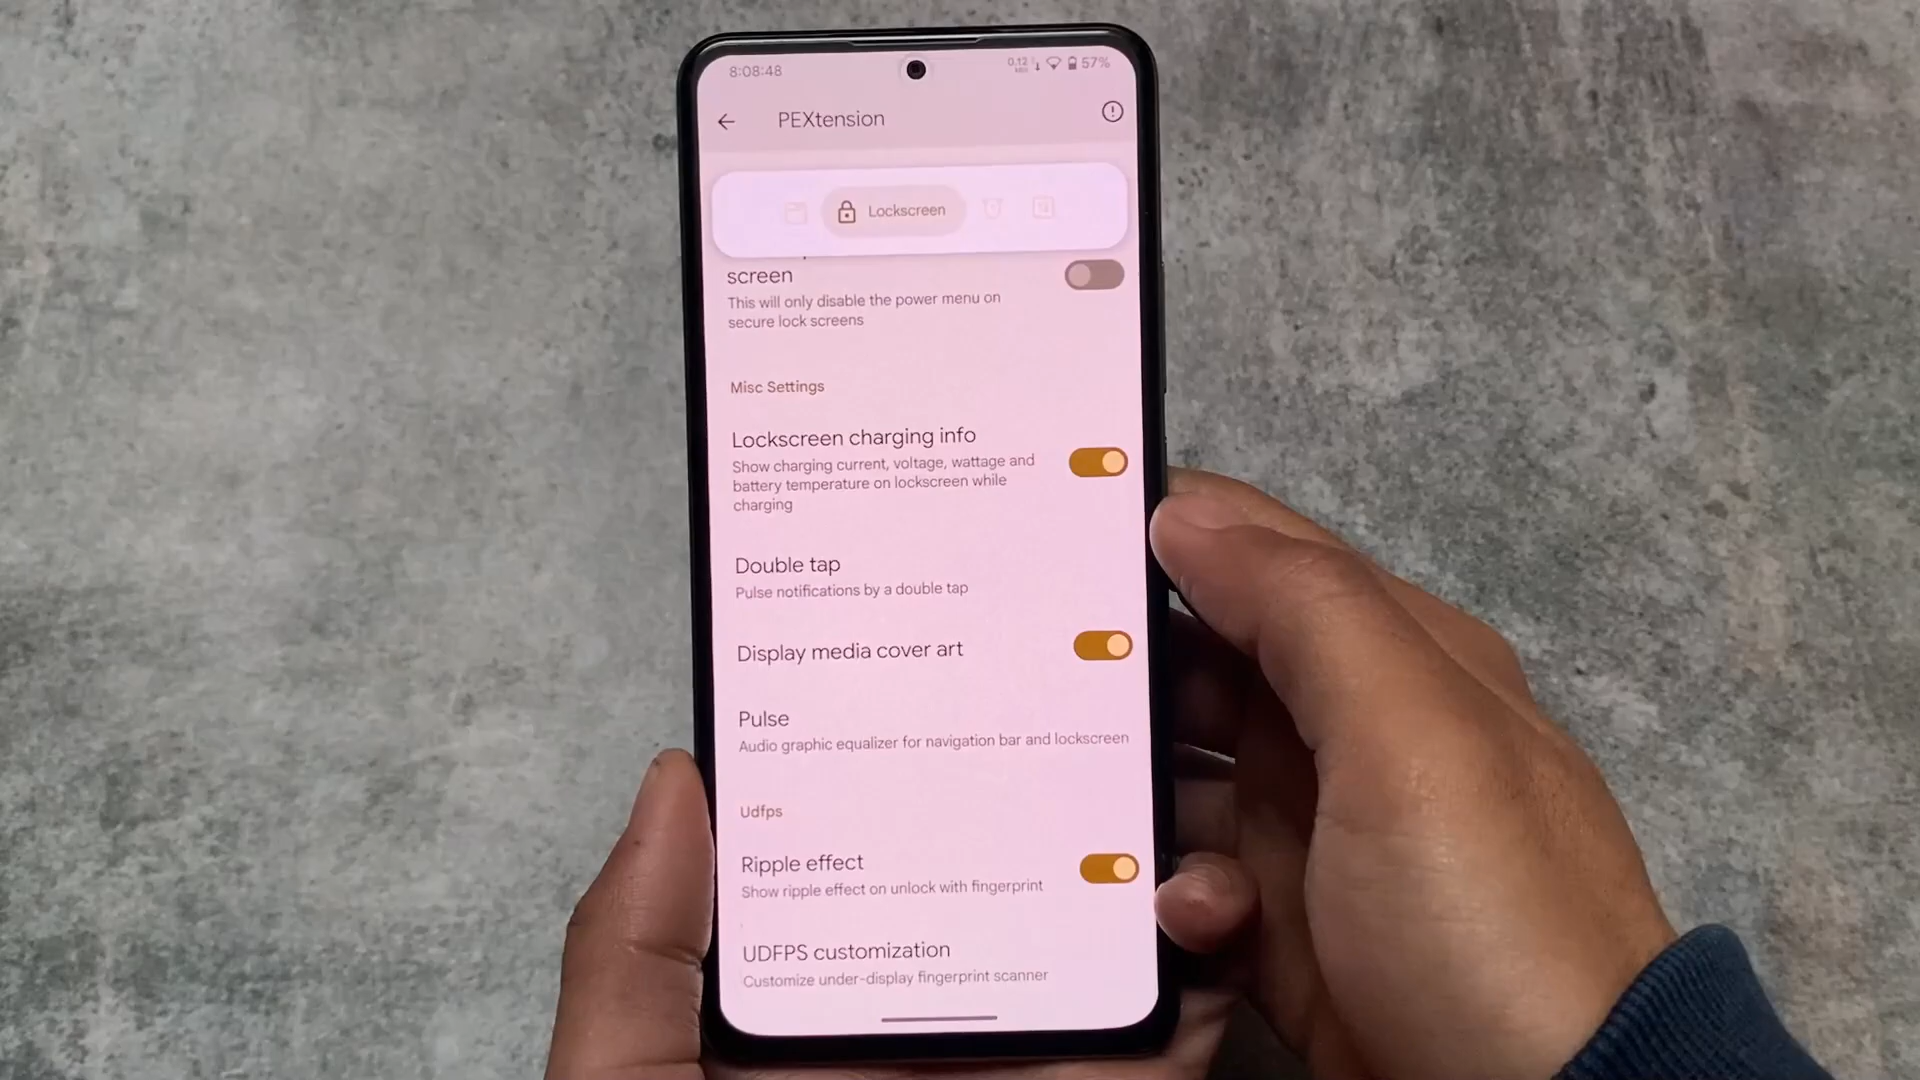 8:08:48
0.12
57%
PEXtension
Lockscreen
screen
This will only disable the power menu on
secure lock screens
Misc Settings
Lockscreen charging info
Show charging current, voltage, wattage and
battery temperature on lockscreen while
charging
Double tap
Pulse notifications by a double tap
Display media cover art
Pulse
Audio graphic equalizer for navigation bar and lockscreen
Udfps
Ripple effect
Show ripple effect on unlock with fingerprint
UDFPS customization
Customize under-display fingerprint scanner